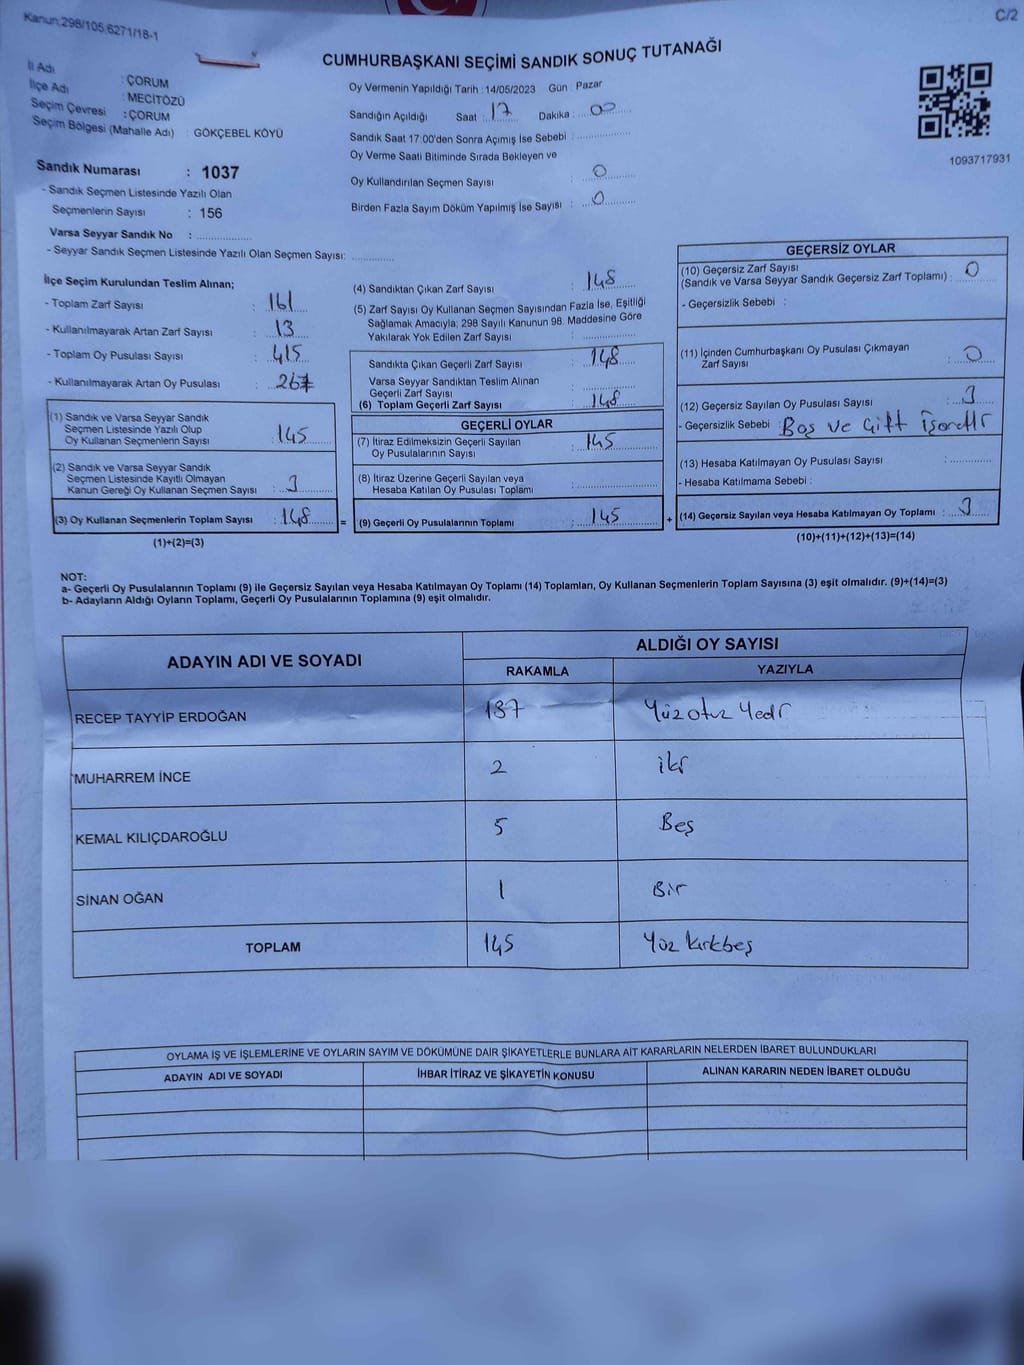 Kanun:298/105,6271/18-1
C/2
CUMHURBAŞKANI SEÇİMİ SANDIK SONUÇ TUTANAĞI
İl Adı : ÇORUM
İlçe Adı : MECİTÖZÜ
Seçim Çevresi : ÇORUM
Seçim Bölgesi (Mahalle Adı) : GÖKÇEBEL KÖYÜ
Sandık Numarası : 1037
- Sandık Seçmen Listesinde Yazılı Olan
Seçmenlerin Sayısı : 156
Varsa Seyyar Sandık No :
- Seyyar Sandık Seçmen Listesinde Yazılı Olan Seçmen Sayısı:
Oy Vermenin Yapıldığı Tarih : 14/05/2023 Gün : Pazar
Sandığın Açıldığı Saat : 17 Dakika : 00
Sandık Saat 17:00'den Sonra Açımış İse Sebebi :
Oy Verme Saati Bitiminde Sırada Bekleyen ve
Oy Kullandırılan Seçmen Sayısı : 0
Birden Fazla Sayım Döküm Yapılmış İse Sayısı : 0
1093717931
İlçe Seçim Kurulundan Teslim Alınan;
- Toplam Zarf Sayısı : 161
- Kullanılmayarak Artan Zarf Sayısı : 13
- Toplam Oy Pusulası Sayısı : 415
- Kullanılmayarak Artan Oy Pusulası : 267
(1) Sandık ve Varsa Seyyar Sandık
Seçmen Listesinde Yazılı Olup
Oy Kullanan Seçmenlerin Sayısı : 145
(2) Sandık ve Varsa Seyyar Sandık
Seçmen Listesinde Kayıtlı Olmayan
Kanun Gereği Oy Kullanan Seçmen Sayısı : 3
(3) Oy Kullanan Seçmenlerin Toplam Sayısı : 148
(1)+(2)=(3)
(4) Sandıktan Çıkan Zarf Sayısı : 148
(5) Zarf Sayısı Oy Kullanan Seçmen Sayısından Fazla İse, Eşitliği
Sağlamak Amacıyla; 298 Sayılı Kanunun 98. Maddesine Göre
Yakılarak Yok Edilen Zarf Sayısı :
Sandıkta Çıkan Geçerli Zarf Sayısı : 148
Varsa Seyyar Sandıktan Teslim Alınan
Geçerli Zarf Sayısı :
(6) Toplam Geçerli Zarf Sayısı : 148
GEÇERLİ OYLAR
(7) İtiraz Edilmeksizin Geçerli Sayılan
Oy Pusulalarının Sayısı : 145
(8) İtiraz Üzerine Geçerli Sayılan veya
Hesaba Katılan Oy Pusulası Toplamı :
= (9) Geçerli Oy Pusulalarının Toplamı : 145
GEÇERSİZ OYLAR
(10) Geçersiz Zarf Sayısı
(Sandık ve Varsa Seyyar Sandık Geçersiz Zarf Toplamı) : 0
- Geçersizlik Sebebi :
(11) İçinden Cumhurbaşkanı Oy Pusulası Çıkmayan
Zarf Sayısı : 0
(12) Geçersiz Sayılan Oy Pusulası Sayısı : 3
- Geçersizlik Sebebi : Boş ve Çift İşaretlr
(13) Hesaba Katılmayan Oy Pusulası Sayısı :
- Hesaba Katılmama Sebebi :
+ (14) Geçersiz Sayılan veya Hesaba Katılmayan Oy Toplamı : 3
(10)+(11)+(12)+(13)=(14)
NOT:
a- Geçerli Oy Pusulalarının Toplamı (9) ile Geçersiz Sayılan veya Hesaba Katılmayan Oy Toplamı (14) Toplamları, Oy Kullanan Seçmenlerin Toplam Sayısına (3) eşit olmalıdır. (9)+(14)=(3)
b- Adayların Aldığı Oyların Toplamı, Geçerli Oy Pusulalarının Toplamına (9) eşit olmalıdır.
ADAYIN ADI VE SOYADI
ALDIĞI OY SAYISI
RAKAMLA YAZIYLA
RECEP TAYYİP ERDOĞAN 137 Yüz otuz Yedi
MUHARREM İNCE 2 iki
KEMAL KILIÇDAROĞLU 5 Beş
SİNAN OĞAN 1 Bir
TOPLAM 145 Yüz kırkbeş
OYLAMA İŞ VE İŞLEMLERİNE VE OYLARIN SAYIM VE DÖKÜMÜNE DAİR ŞİKAYETLERLE BUNLARA AİT KARARLARIN NELERDEN İBARET BULUNDUKLARI
ADAYIN ADI VE SOYADI İHBAR İTİRAZ VE ŞİKAYETİN KONUSU ALINAN KARARIN NEDEN İBARET OLDUĞU